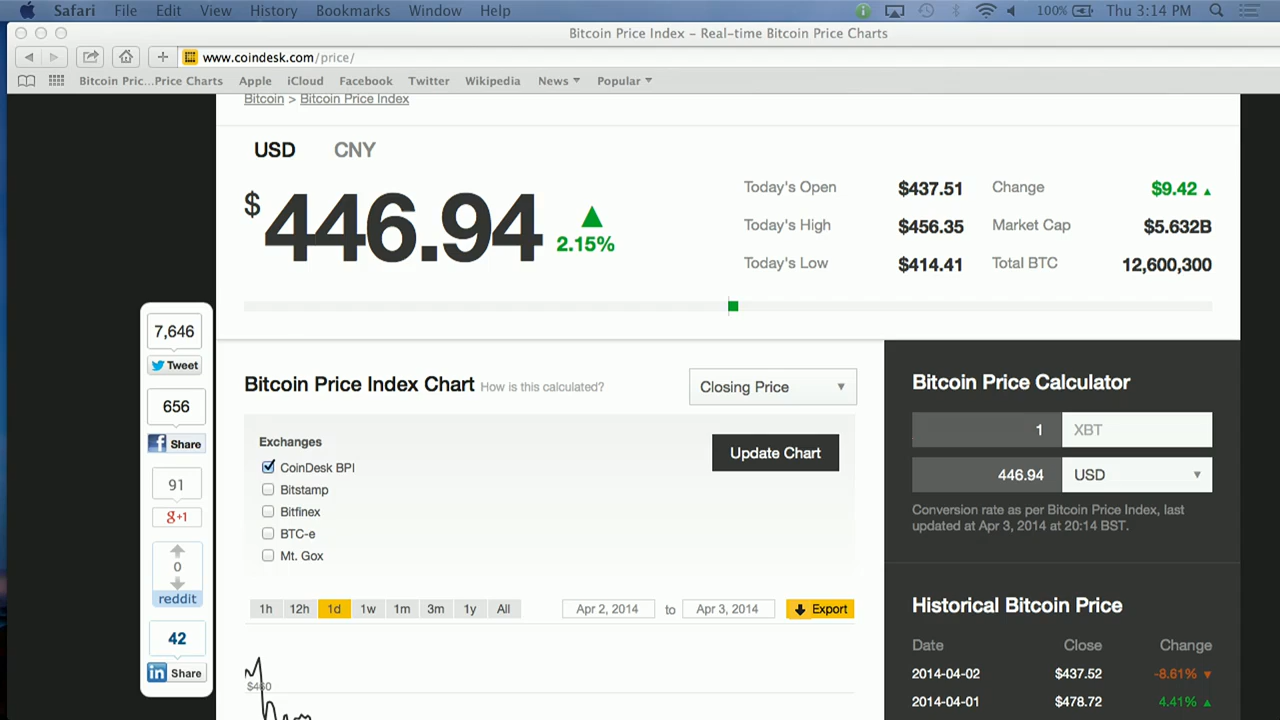 Safari File Edit View History Bookmarks Window Help 100% Thu 3:14 PM
Bitcoin Price Index – Real-time Bitcoin Price Charts
www.coindesk.com/price/
Bitcoin Pric...Price Charts Apple iCloud Facebook Twitter Wikipedia News Popular
Bitcoin > Bitcoin Price Index
USD CNY
$446.94
2.15%
Today's Open $437.51 Change $9.42
Today's High $456.35 Market Cap $5.632B
Today's Low $414.41 Total BTC 12,600,300
7,646
Tweet
656
f Share
91
g+1
0
reddit
42
in Share
Bitcoin Price Index Chart How is this calculated? Closing Price
Exchanges
CoinDesk BPI
Bitstamp
Bitfinex
BTC-e
Mt. Gox
Update Chart
1h 12h 1d 1w 1m 3m 1y All Apr 2, 2014 to Apr 3, 2014 Export
$460
Bitcoin Price Calculator
1 XBT
446.94 USD
Conversion rate as per Bitcoin Price Index, last
updated at Apr 3, 2014 at 20:14 BST.
Historical Bitcoin Price
Date Close Change
2014-04-02 $437.52 -8.61%
2014-04-01 $478.72 4.41%